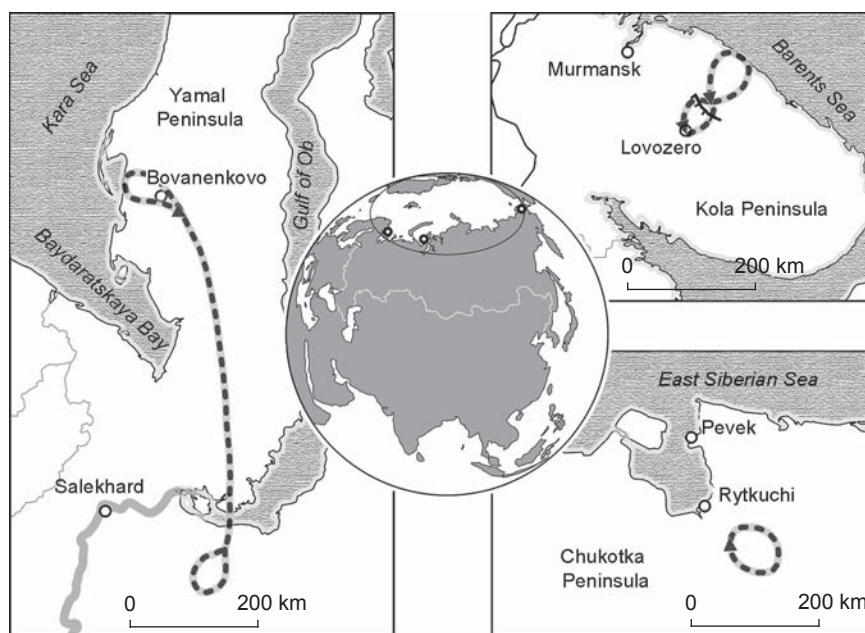 Kara Sea
Yamal
Peninsula
Bovanenkovo
Gulf of Ob
Baydaratskaya Bay
Salekhard
0
200 km
Murmansk
Barents Sea
Lovozero
Kola Peninsula
0
200 km
East Siberian Sea
Pevek
Rytkuchi
Chukotka
Peninsula
0
200 km